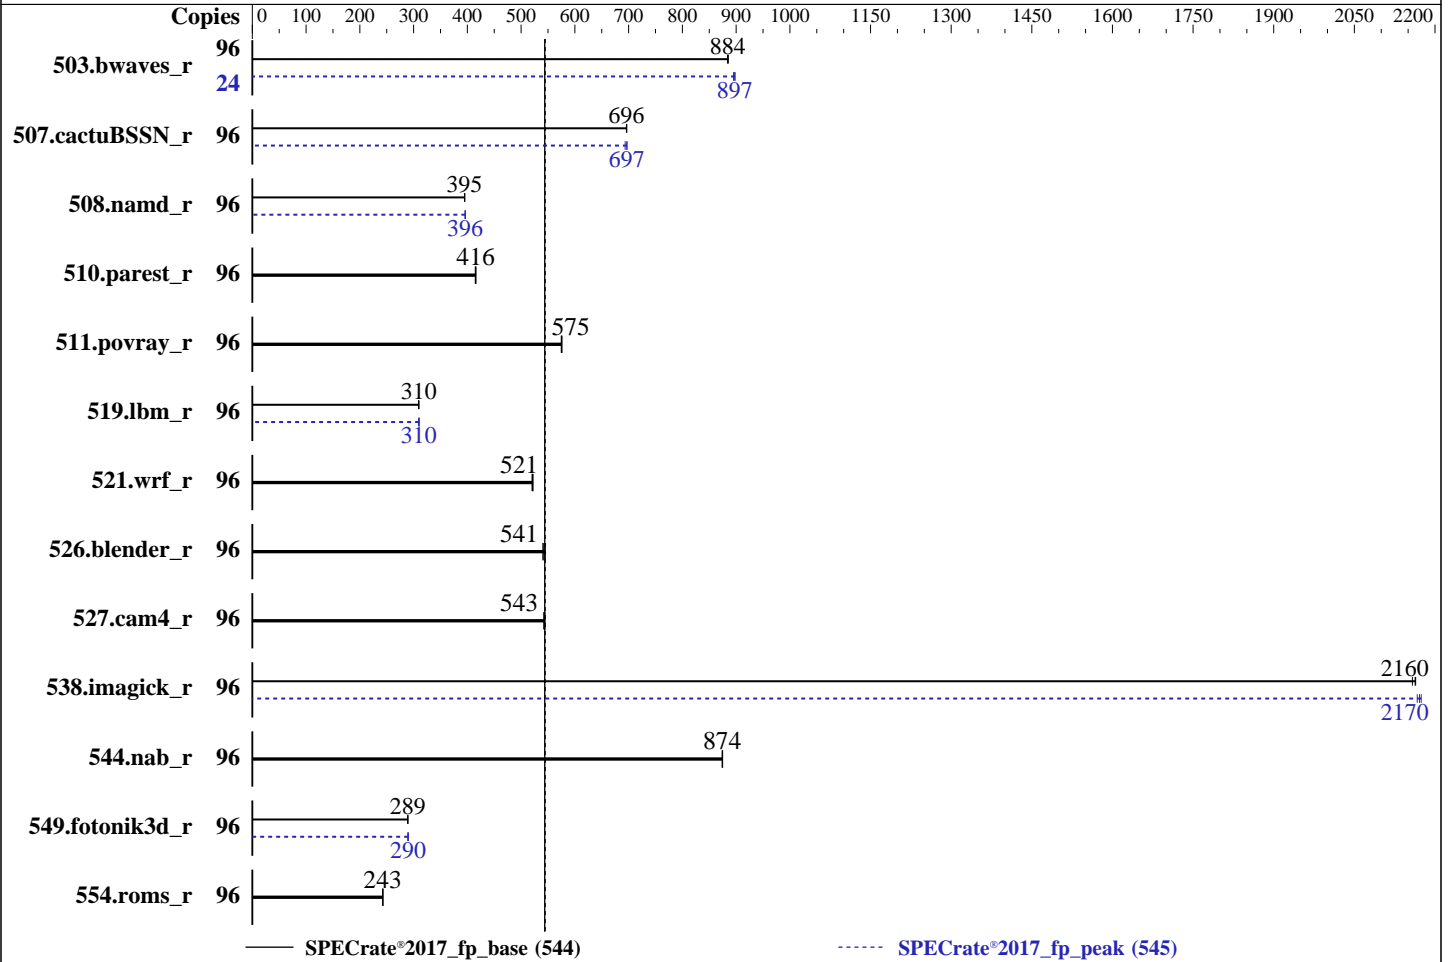 Copies 0 100 200 300 400 500 600 700 800 900 1000 1150 1300 1450 1600 1750 1900 2050 2200
503.bwaves_r 96 884
24 897
507.cactuBSSN_r 96 696
697
508.namd_r 96 395
396
510.parest_r 96 416
511.povray_r 96 575
519.lbm_r 96 310
310
521.wrf_r 96 521
526.blender_r 96 541
527.cam4_r 96 543
538.imagick_r 96 2160
2170
544.nab_r 96 874
549.fotonik3d_r 96 289
290
554.roms_r 96 243
SPECrate®2017_fp_base (544) SPECrate®2017_fp_peak (545)